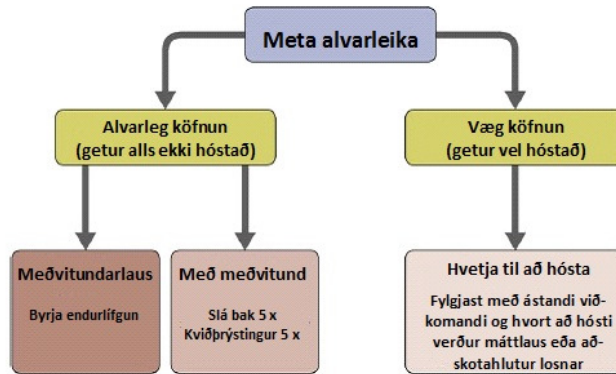 Meta alvarleika
Alvarleg köfnun
(getur alls ekki hóstað)
Væg köfnun
(getur vel hóstað)
Meðvitundarlaus
Byrja endurlífgun
Með meðvitund
Slá bak 5 x
Kviðþrýstingur 5 x
Hvetja til að hósta
Fylgjast með ástandi við-
komandi og hvort að hósti
verður máttlaus eða að-
skotahlutur losnar